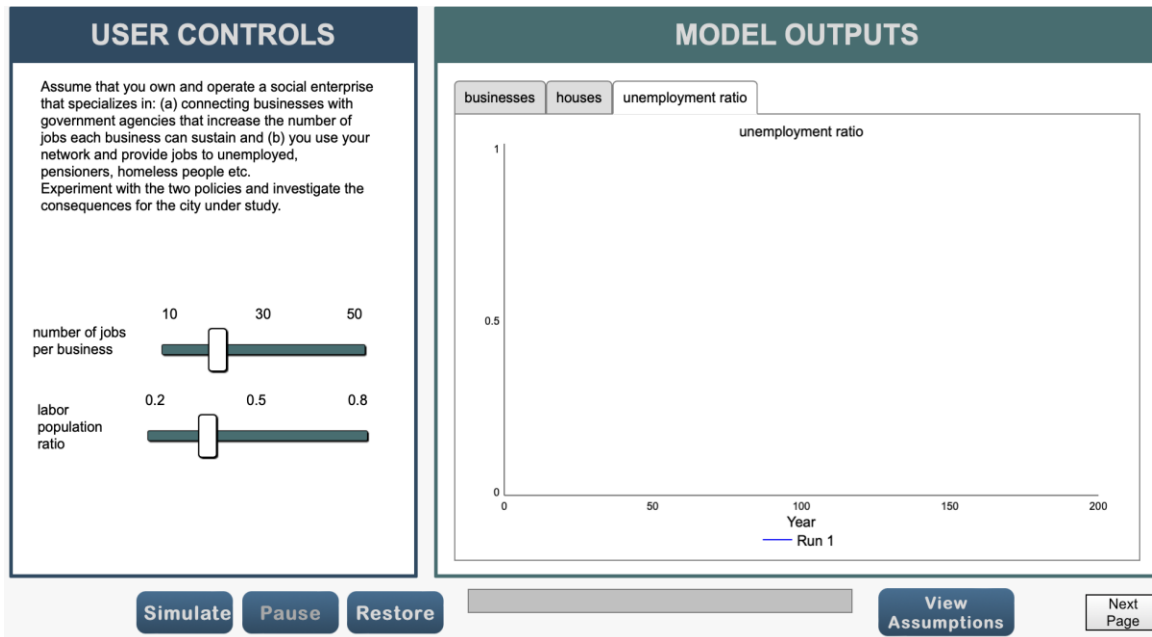 USER CONTROLS
Assume that you own and operate a social enterprise
that specializes in: (a) connecting businesses with
government agencies that increase the number of
jobs each business can sustain and (b) you use your
network and provide jobs to unemployed,
pensioners, homeless people etc.
Experiment with the two policies and investigate the
consequences for the city under study.
10 30 50
number of jobs
per business
0.2 0.5 0.8
labor
population
ratio
MODEL OUTPUTS
businesses houses unemployment ratio
unemployment ratio
1
0.5
0
0 50 100 150 200
Year
Run 1
Simulate Pause Restore
View
Assumptions
Next
Page